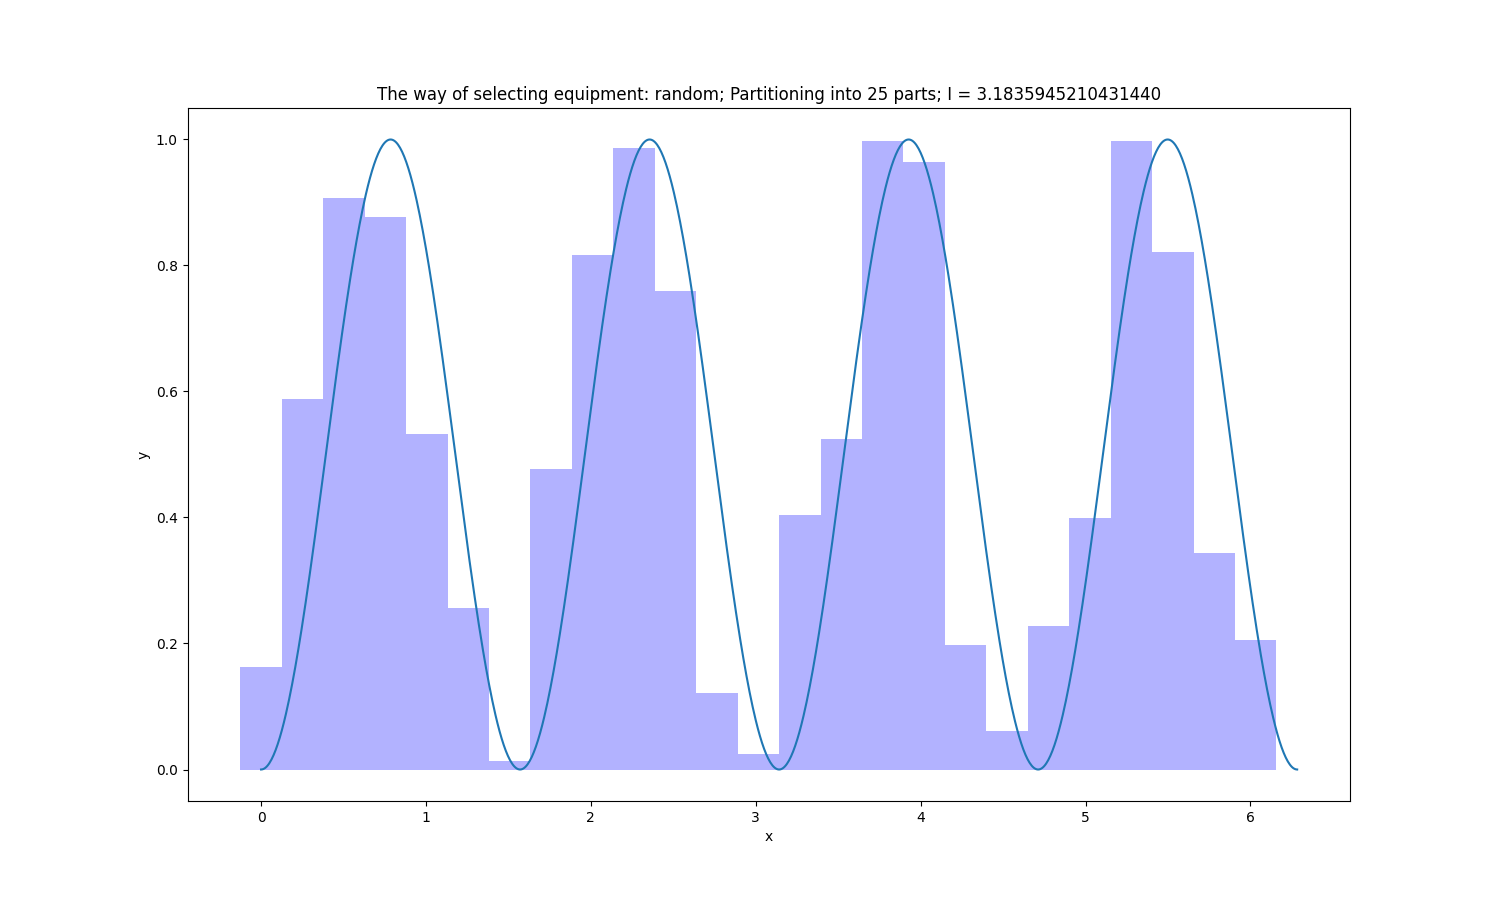 The way of selecting equipment: random; Partitioning into 25 parts; I = 3.1835945210431440
1.0
0.8
0.6
0.4
0.2
0.0
y
0 1 2 3 4 5 6
x